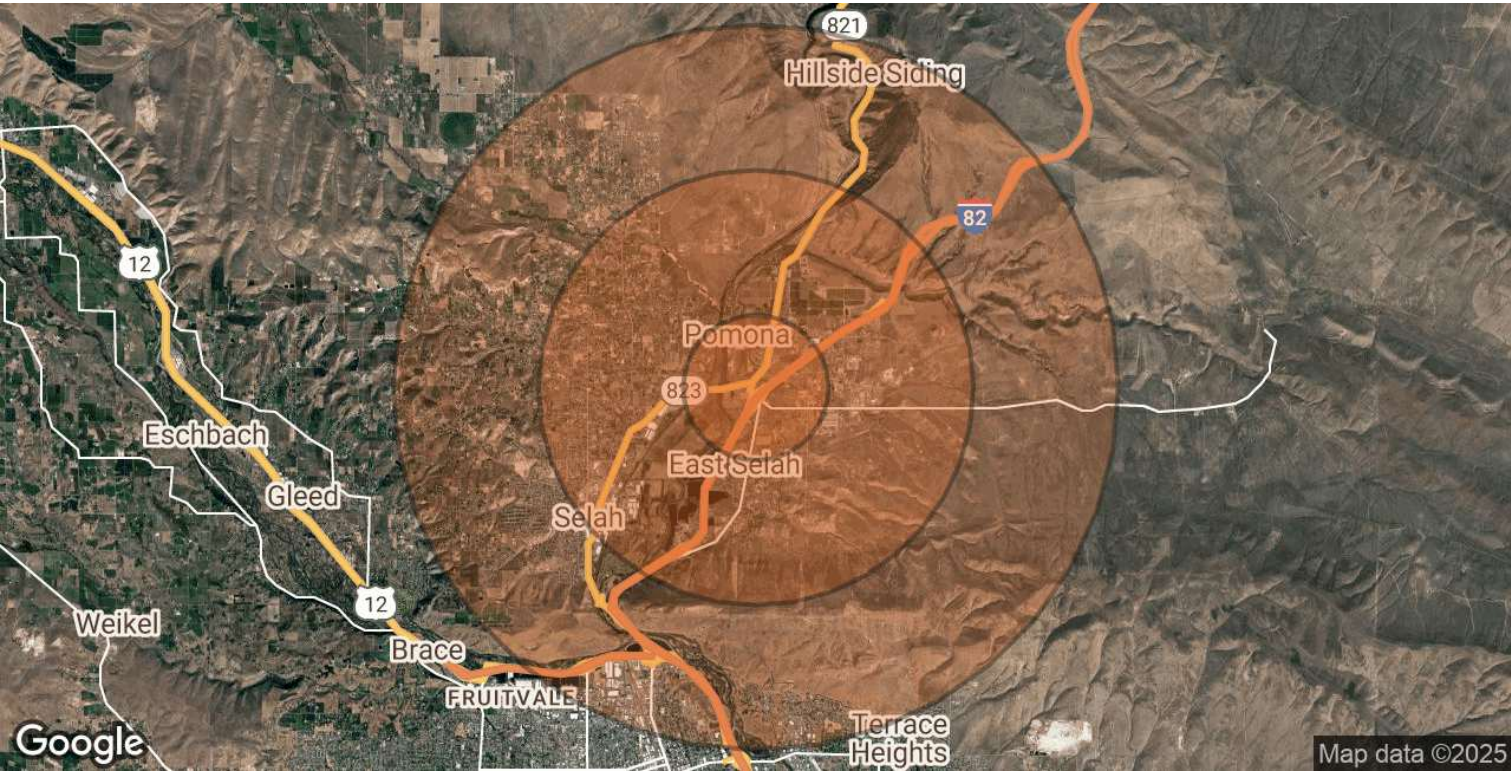 821
Hillside Siding
82
12
Pomona
823
Eschbach
East Selah
Gleed
Selah
12
Weikel
Brace
FRUITVALE
Terrace
Heights
Google
Map data ©2025